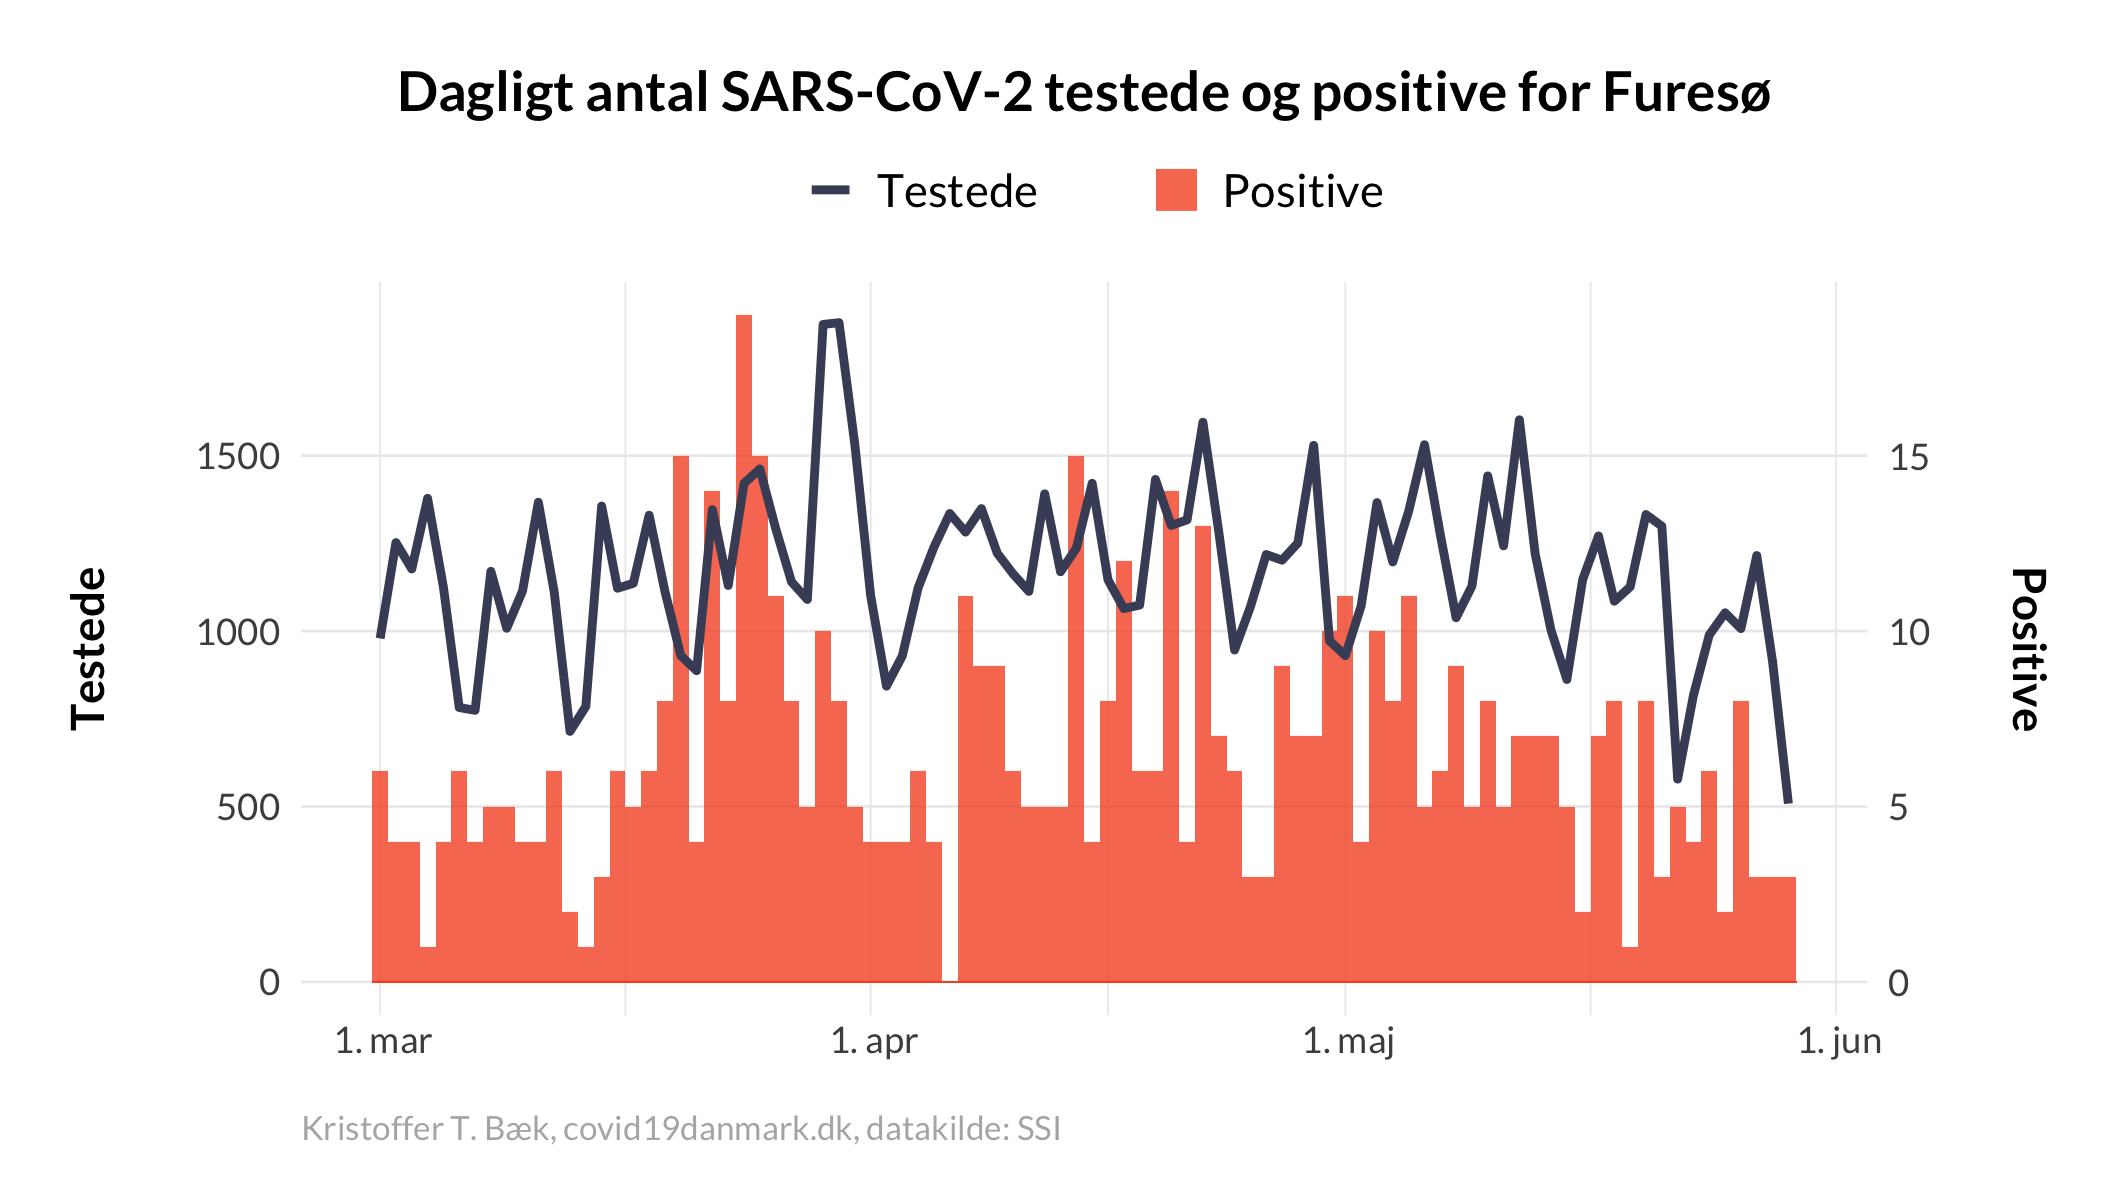 Dagligt antal SARS-CoV-2 testede og positive for Furesø
Testede Positive
1500 15
1000 10
500 5
0 0
Testede
Positive
1. mar 1. apr 1. maj 1. jun
Kristoffer T. Bæk, covid19danmark.dk, datakilde: SSI